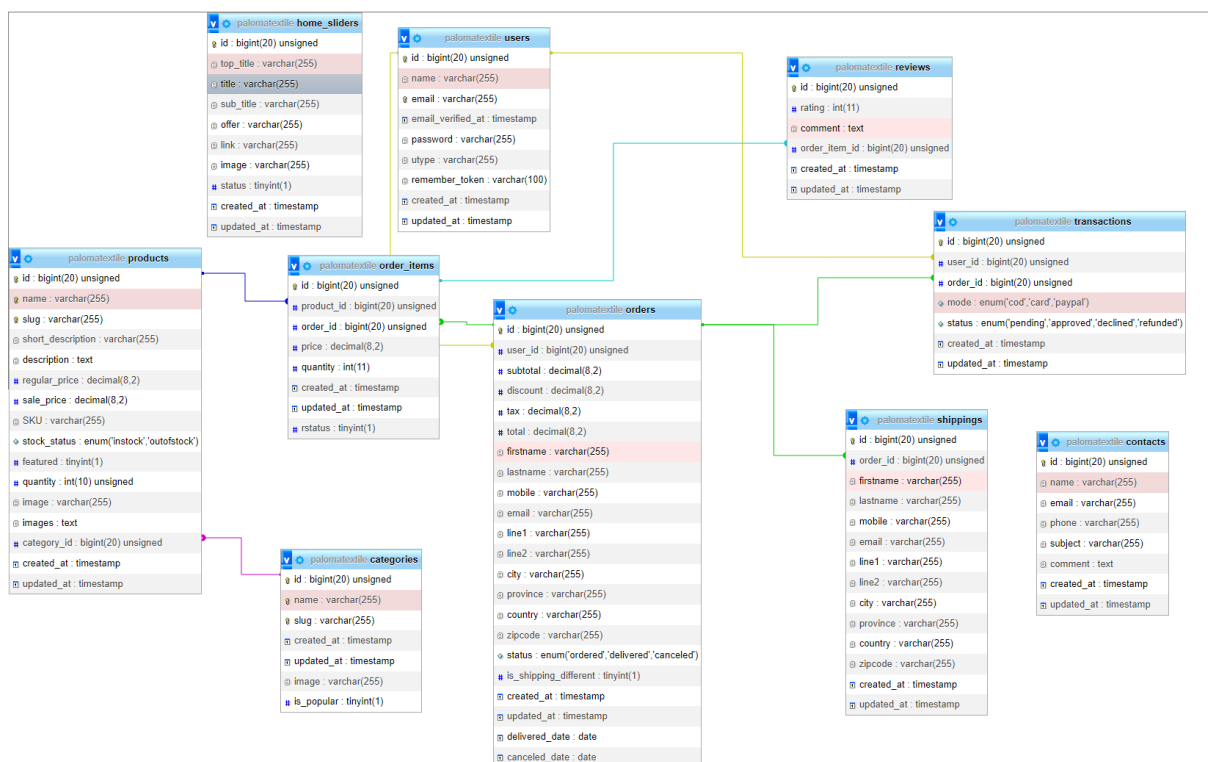 palomatextile home_sliders
id : bigint(20) unsigned
top_title : varchar(255)
title : varchar(255)
sub_title : varchar(255)
offer : varchar(255)
link : varchar(255)
image : varchar(255)
status : tinyint(1)
created_at : timestamp
updated_at : timestamp
palomatextile users
id : bigint(20) unsigned
name : varchar(255)
email : varchar(255)
email_verified_at : timestamp
password : varchar(255)
utype : varchar(255)
remember_token : varchar(100)
created_at : timestamp
updated_at : timestamp
palomatextile reviews
id : bigint(20) unsigned
rating : int(11)
comment : text
order_item_id : bigint(20) unsigned
created_at : timestamp
updated_at : timestamp
palomatextile transactions
id : bigint(20) unsigned
user_id : bigint(20) unsigned
order_id : bigint(20) unsigned
mode : enum('cod','card','paypal')
status : enum('pending','approved','declined','refunded')
created_at : timestamp
updated_at : timestamp
palomatextile products
id : bigint(20) unsigned
name : varchar(255)
slug : varchar(255)
short_description : varchar(255)
description : text
regular_price : decimal(8,2)
sale_price : decimal(8,2)
SKU : varchar(255)
stock_status : enum('instock','outofstock')
featured : tinyint(1)
quantity : int(10) unsigned
image : varchar(255)
images : text
category_id : bigint(20) unsigned
created_at : timestamp
updated_at : timestamp
palomatextile order_items
id : bigint(20) unsigned
product_id : bigint(20) unsigned
order_id : bigint(20) unsigned
price : decimal(8,2)
quantity : int(11)
created_at : timestamp
updated_at : timestamp
rstatus : tinyint(1)
palomatextile orders
id : bigint(20) unsigned
user_id : bigint(20) unsigned
subtotal : decimal(8,2)
discount : decimal(8,2)
tax : decimal(8,2)
total : decimal(8,2)
firstname : varchar(255)
lastname : varchar(255)
mobile : varchar(255)
email : varchar(255)
line1 : varchar(255)
line2 : varchar(255)
city : varchar(255)
province : varchar(255)
country : varchar(255)
zipcode : varchar(255)
status : enum('ordered','delivered','canceled')
is_shipping_different : tinyint(1)
created_at : timestamp
updated_at : timestamp
delivered_date : date
canceled_date : date
palomatextile shippings
id : bigint(20) unsigned
order_id : bigint(20) unsigned
firstname : varchar(255)
lastname : varchar(255)
mobile : varchar(255)
email : varchar(255)
line1 : varchar(255)
line2 : varchar(255)
city : varchar(255)
province : varchar(255)
country : varchar(255)
zipcode : varchar(255)
created_at : timestamp
updated_at : timestamp
palomatextile contacts
id : bigint(20) unsigned
name : varchar(255)
email : varchar(255)
phone : varchar(255)
subject : varchar(255)
comment : text
created_at : timestamp
updated_at : timestamp
palomatextile categories
id : bigint(20) unsigned
name : varchar(255)
slug : varchar(255)
created_at : timestamp
updated_at : timestamp
image : varchar(255)
is_popular : tinyint(1)